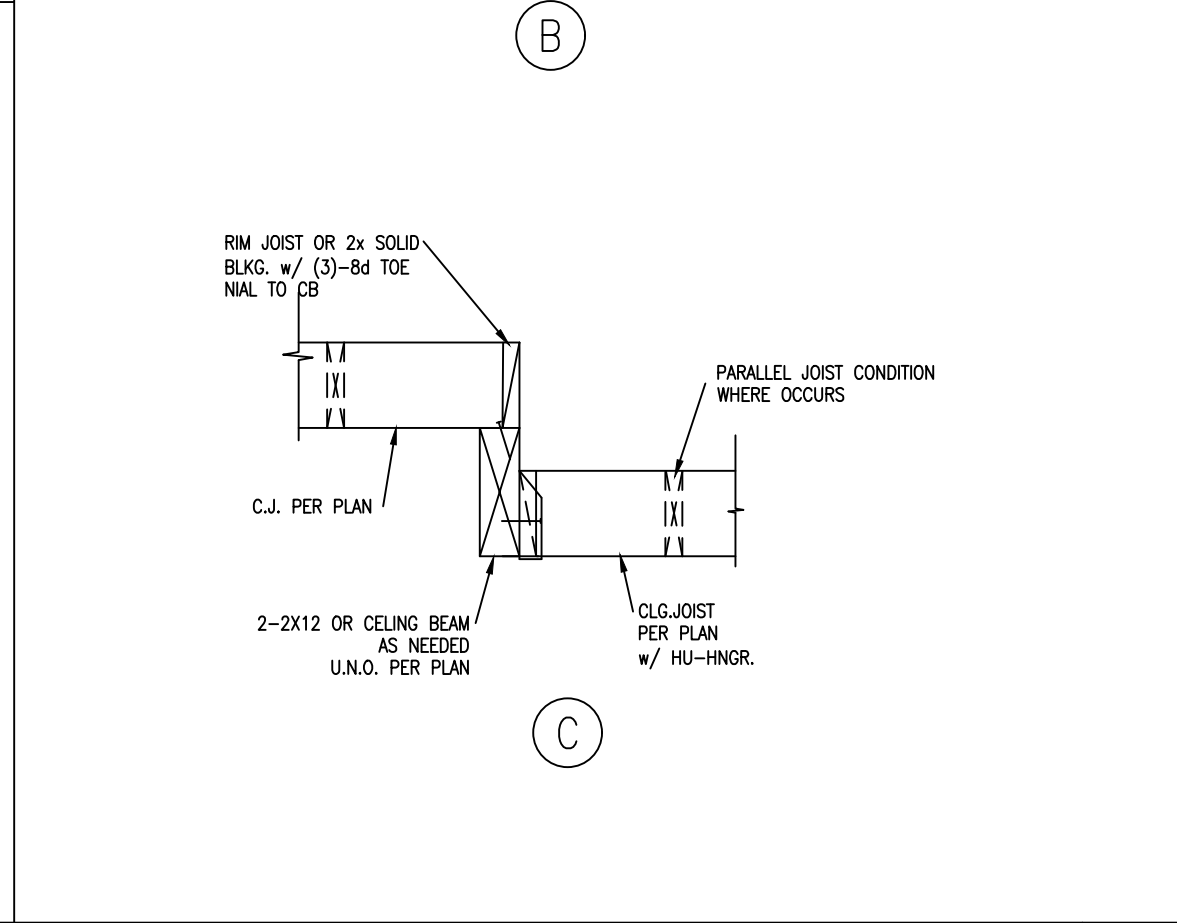 B
RIM JOIST OR 2x SOLID
BLKG. w/ (3)-8d TOE
NIAL TO CB
PARALLEL JOIST CONDITION
WHERE OCCURS
C.J. PER PLAN
2-2X12 OR CELING BEAM
AS NEEDED
U.N.O. PER PLAN
CLG.JOIST
PER PLAN
w/ HU-HNGR.
C